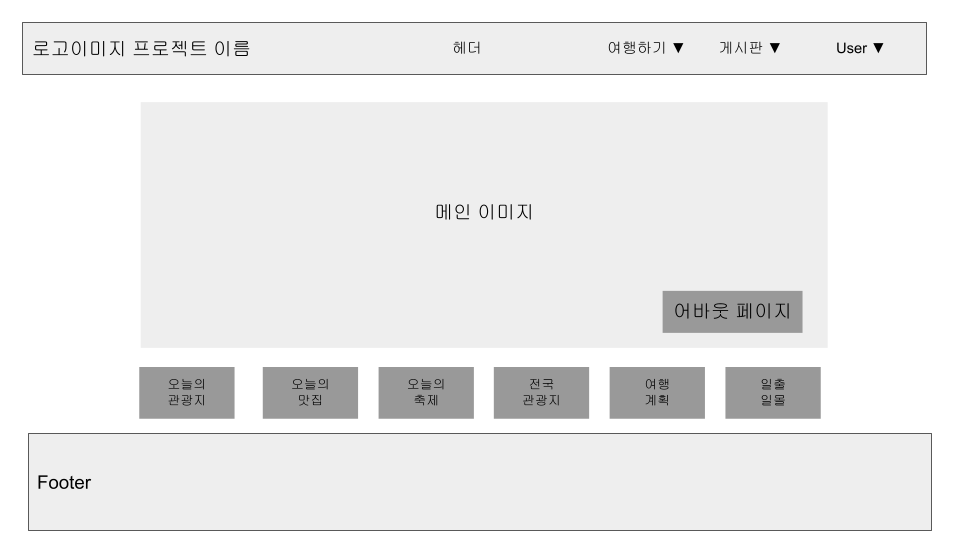 로고이미지 프로젝트 이름 헤더 여행하기 ▼ 게시판 ▼ User ▼
메인 이미지
어바웃 페이지
오늘의
관광지
오늘의
맛집
오늘의
축제
전국
관광지
여행
계획
일출
일몰
Footer